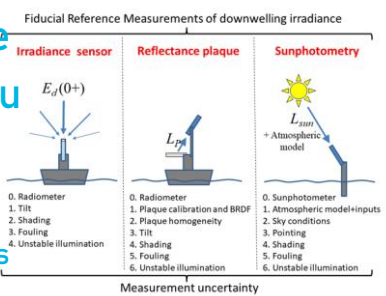 Fiducial Reference Measurements of downwelling irradiance
e
u
s
Irradiance sensor
Ed(0+)
0. Radiometer
1. Tilt
2. Shading
3. Fouling
4. Unstable illumination
Reflectance plaque
LP
0. Radiometer
1. Plaque calibration and BRDF
2. Plaque homogeneity
3. Tilt
4. Shading
5. Fouling
6. Unstable illumination
Sunphotometry
Lsun
+ Atmospheric
model
0. Sunphotometer
1. Atmospheric model+inputs
2. Sky conditions
3. Pointing
4. Shading
5. Fouling
6. Unstable illumination
Measurement uncertainty